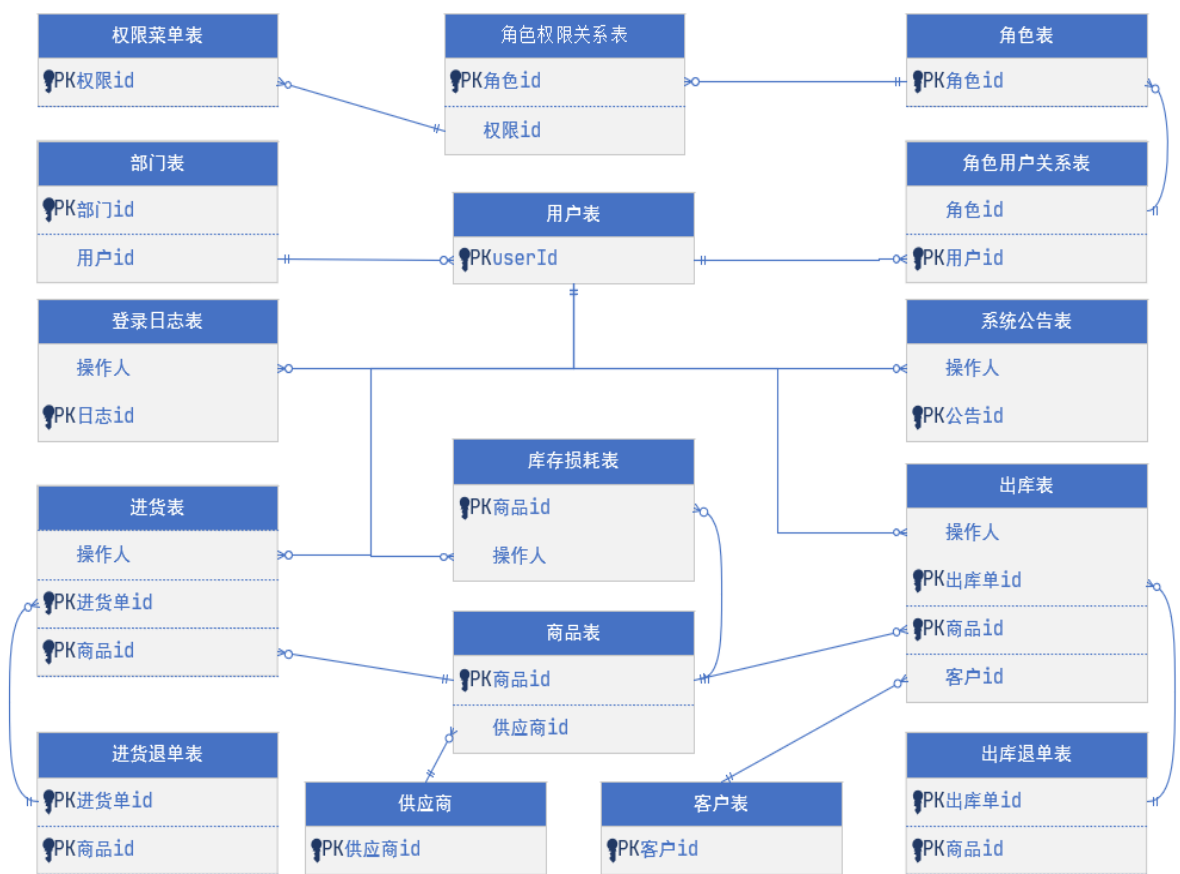 权限菜单表
PK权限id
角色权限关系表
PK角色id
权限id
角色表
PK角色id
部门表
PK部门id
用户id
用户表
PKuserId
角色用户关系表
角色id
PK用户id
登录日志表
操作人
PK日志id
系统公告表
操作人
PK公告id
进货表
操作人
PK进货单id
PK商品id
库存损耗表
PK商品id
操作人
出库表
操作人
PK出库单id
PK商品id
客户id
商品表
PK商品id
供应商id
进货退单表
PK进货单id
PK商品id
供应商
PK供应商id
客户表
PK客户id
出库退单表
PK出库单id
PK商品id